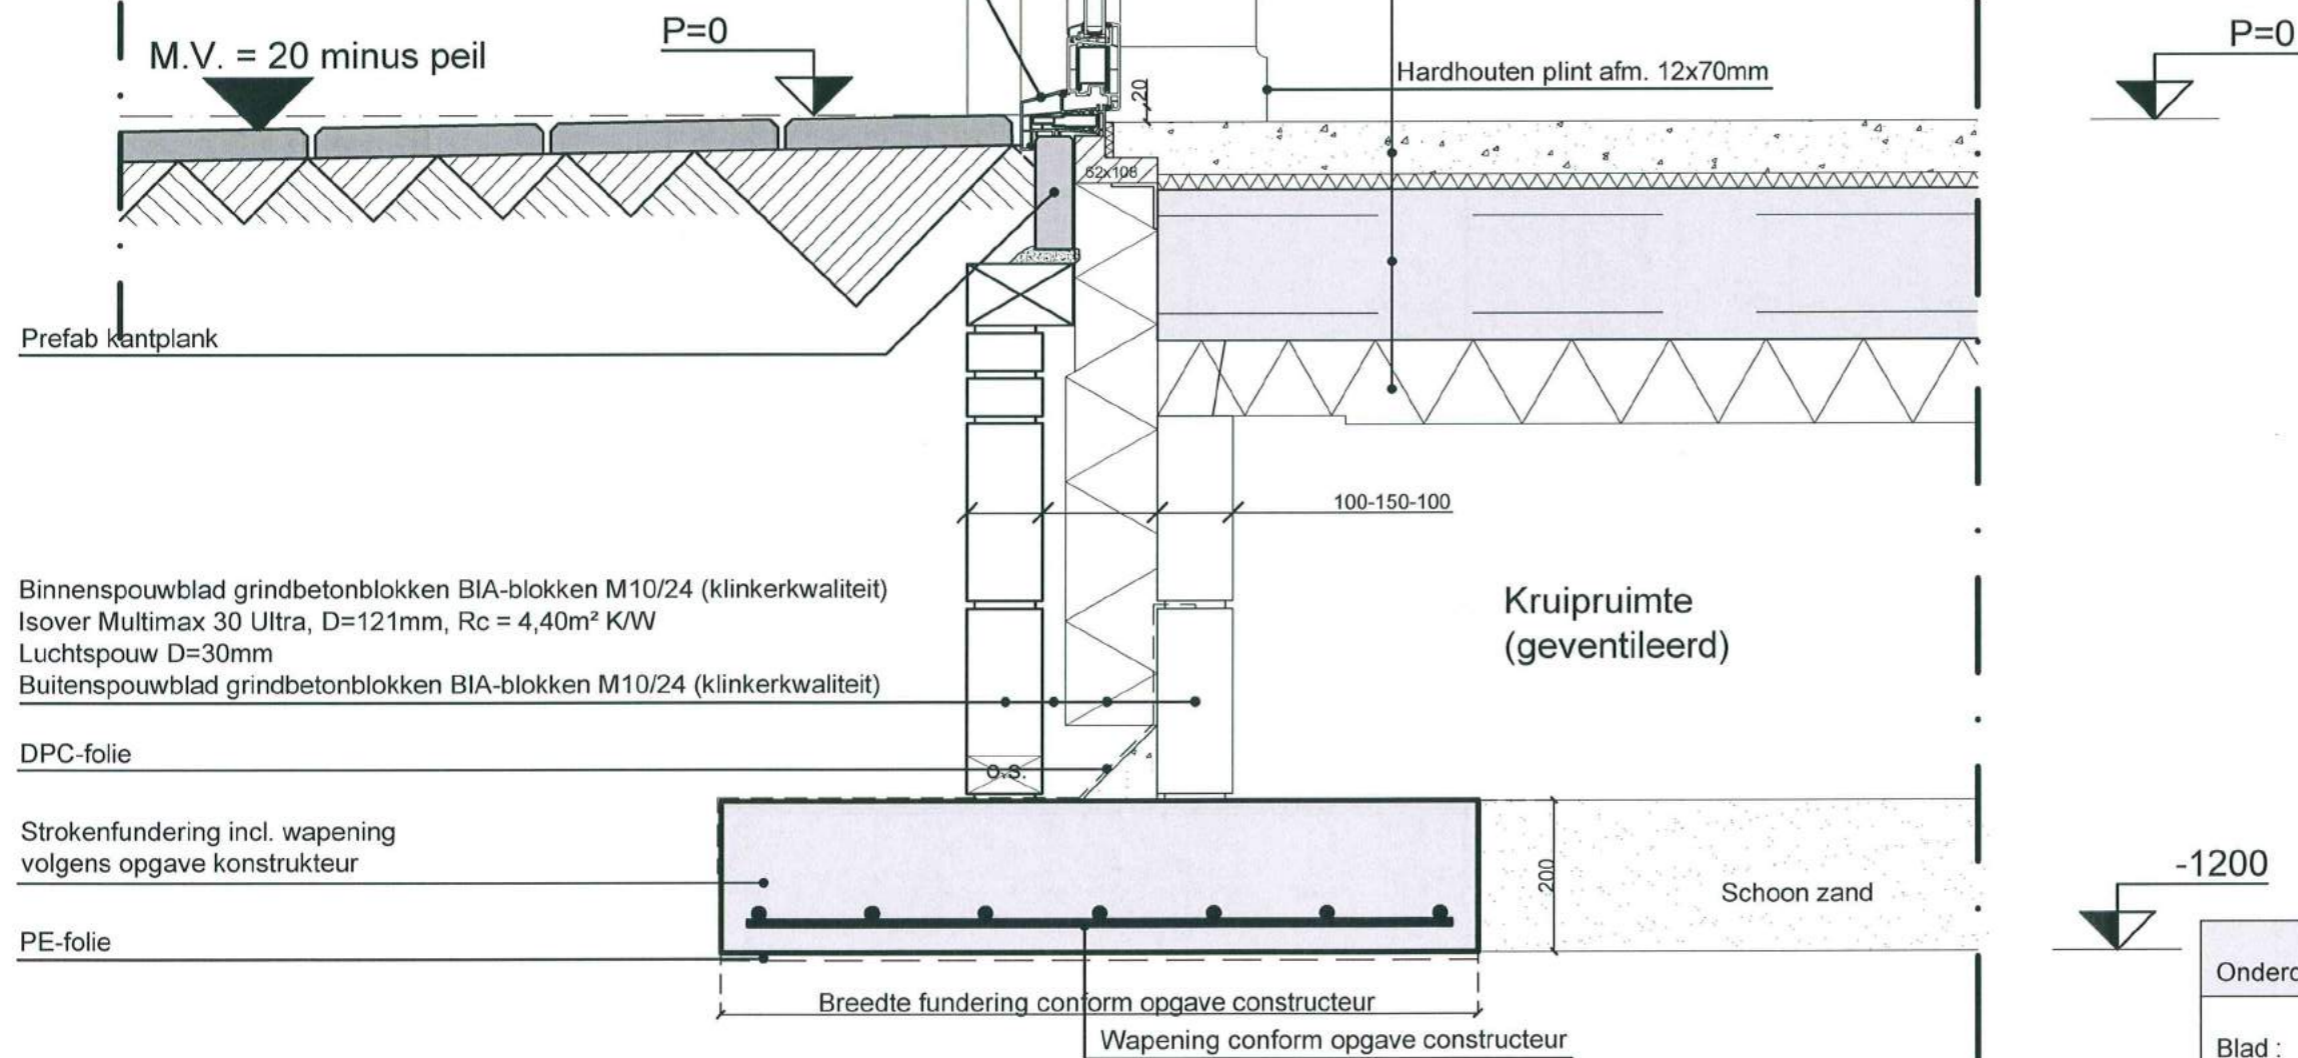 P=0
M.V. = 20 minus peil
P=0
Hardhouten plint afm. 12x70mm
20
62x108
Prefab kantplank
100-150-100
Binnenspouwblad grindbetonblokken BIA-blokken M10/24 (klinkerkwaliteit)
Isover Multimax 30 Ultra, D=121mm, Rc = 4,40m² K/W
Luchtspouw D=30mm
Buitenspouwblad grindbetonblokken BIA-blokken M10/24 (klinkerkwaliteit)
Kruipruimte
(geventileerd)
DPC-folie
o.s.
Strokenfundering incl. wapening
volgens opgave konstrukteur
200
Schoon zand
-1200
PE-folie
Breedte fundering conform opgave constructeur
Wapening conform opgave constructeur
Onderd
Blad :